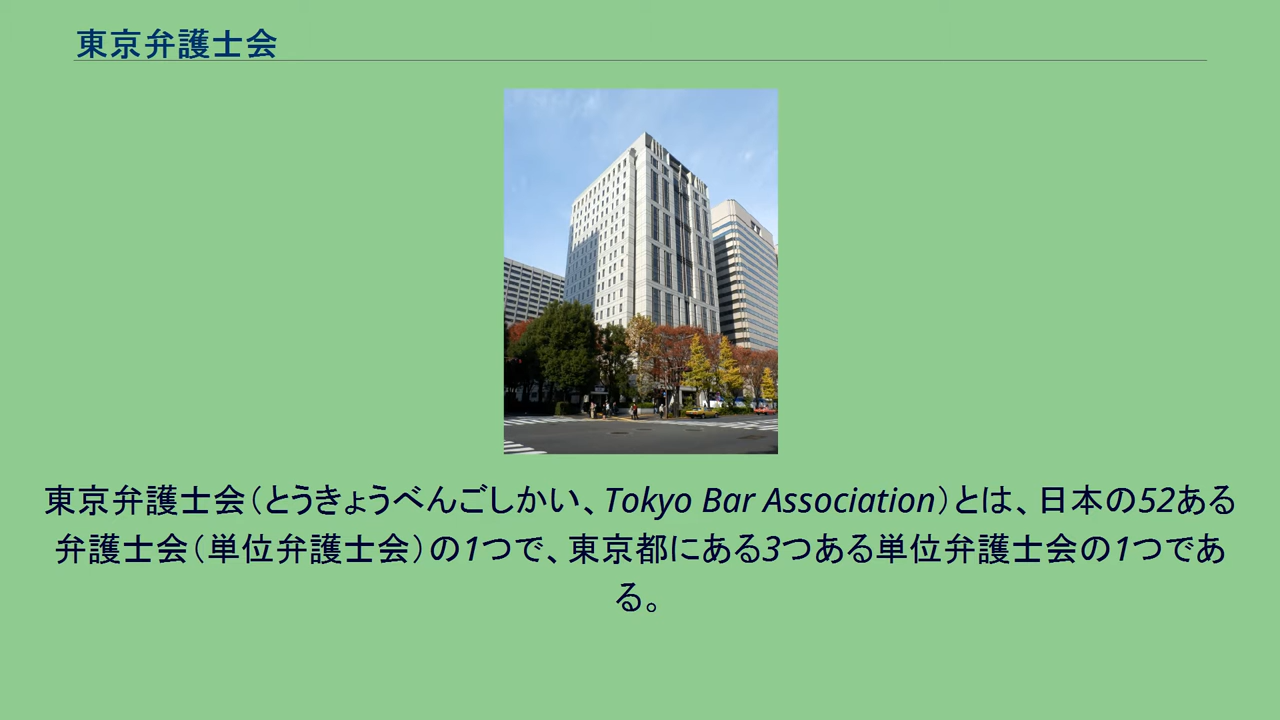 東京弁護士会
東京弁護士会（とうきょうべんごしかい、Tokyo Bar Association）とは、日本の52ある
弁護士会（単位弁護士会）の1つで、東京都にある3つある単位弁護士会の1つであ
る。